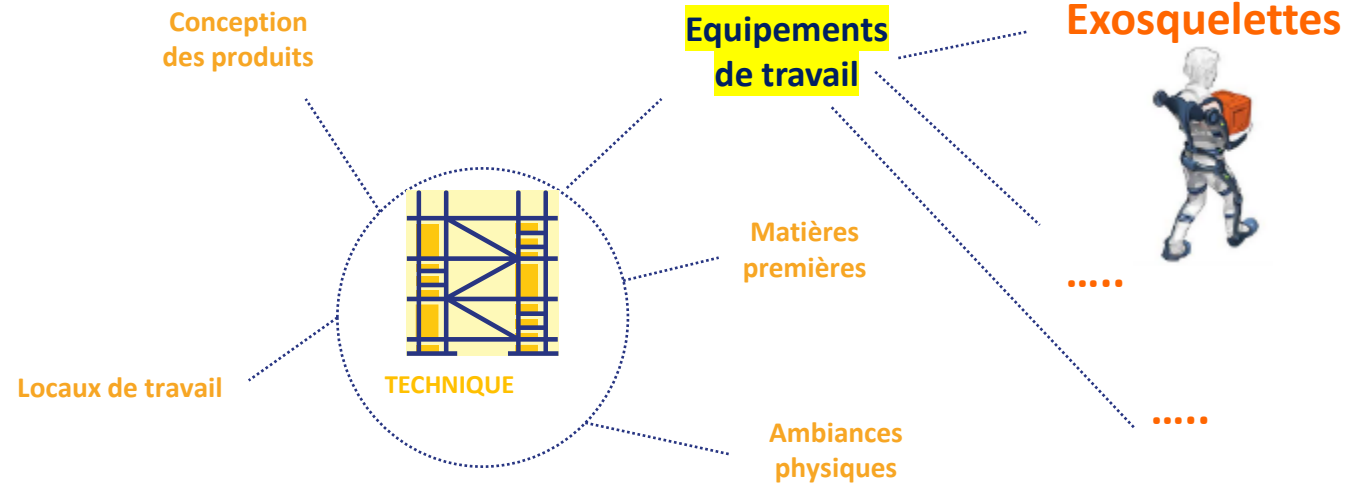 Conception
des produits
Equipements
de travail
Exosquelettes
Matières
premières
.....
Locaux de travail
TECHNIQUE
.....
Ambiances
physiques